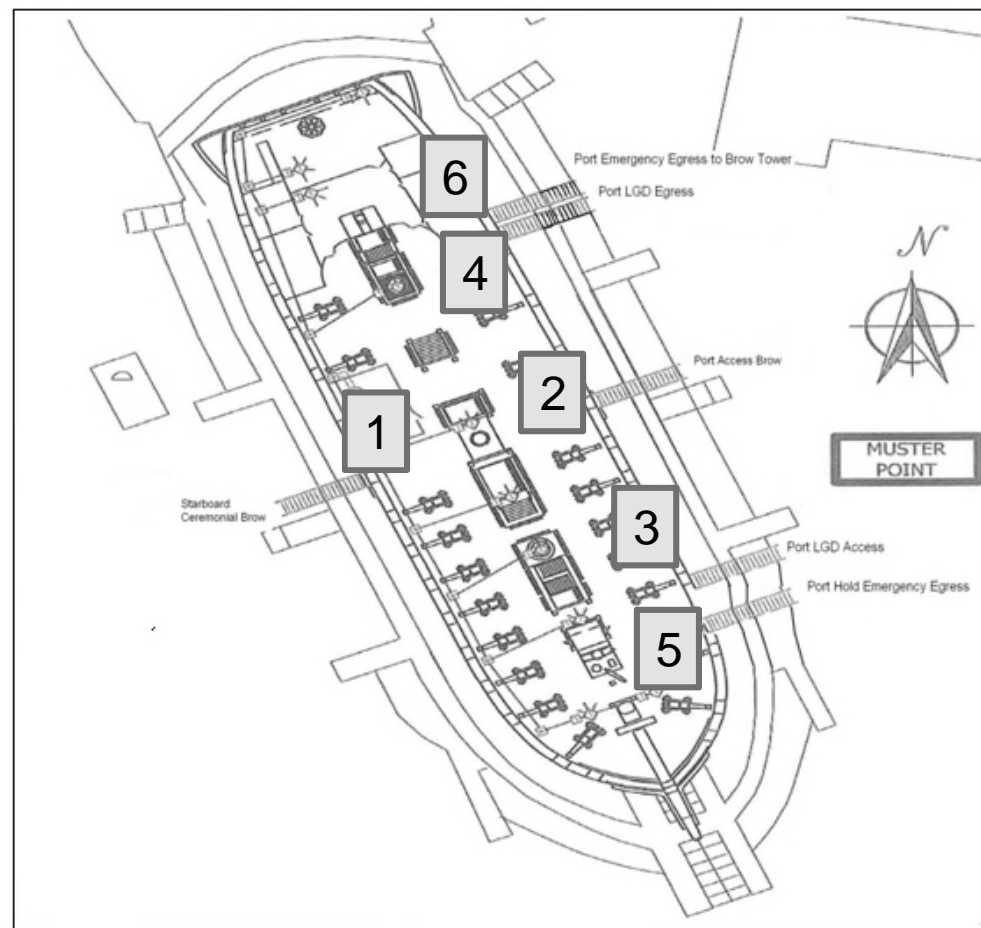 6
Port Emergency Egress to Brow Tower
Port LGD Egress
4
N
2
Port Access Brow
1
MUSTER
POINT
Starboard
Ceremonial Brow
3
Port LGD Access
Port Hold Emergency Egress
5